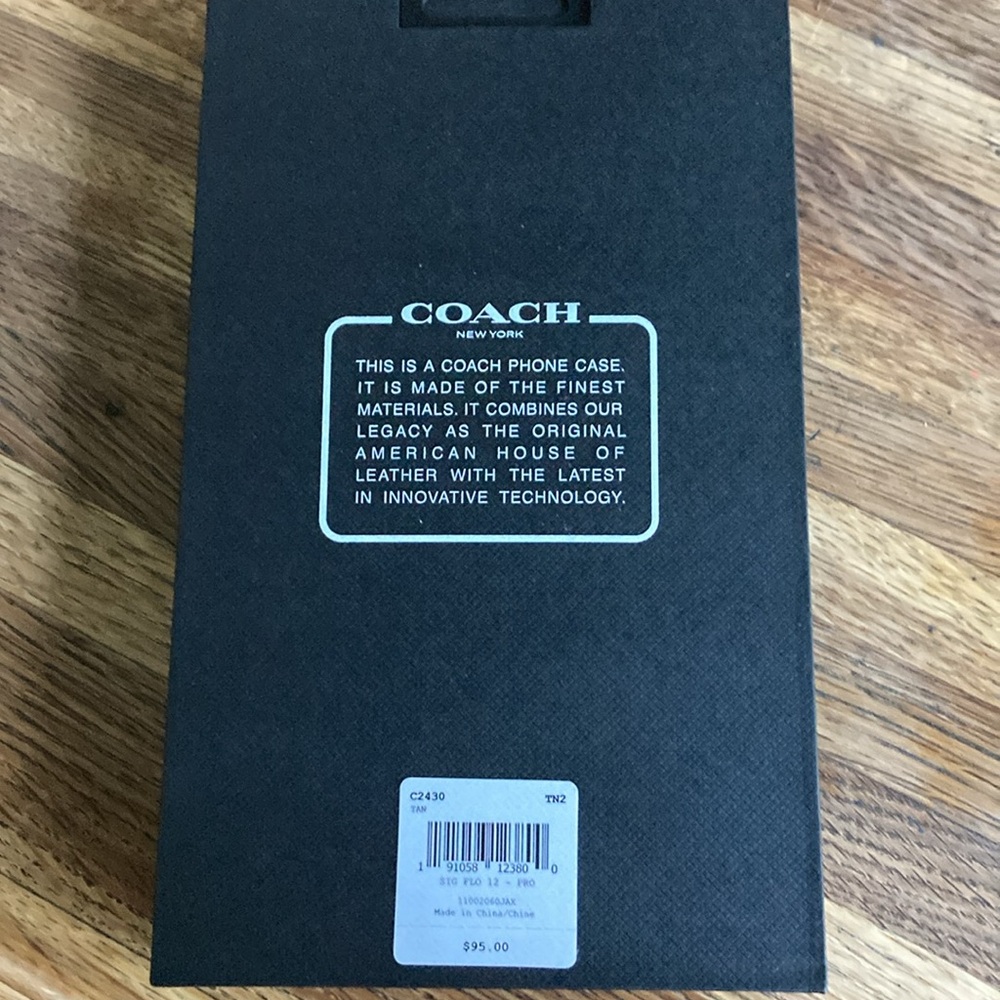 COACH
NEW YORK
THIS IS A COACH PHONE CASE.
IT IS MADE OF THE FINEST
MATERIALS. IT COMBINES OUR
LEGACY AS THE ORIGINAL
AMERICAN HOUSE OF
LEATHER WITH THE LATEST
IN INNOVATIVE TECHNOLOGY.
C2430 TN2
TAN
1 91058 12380 0
SIG FLO 12 - PRO
11002060JAX
Made in China/Chine
$95.00